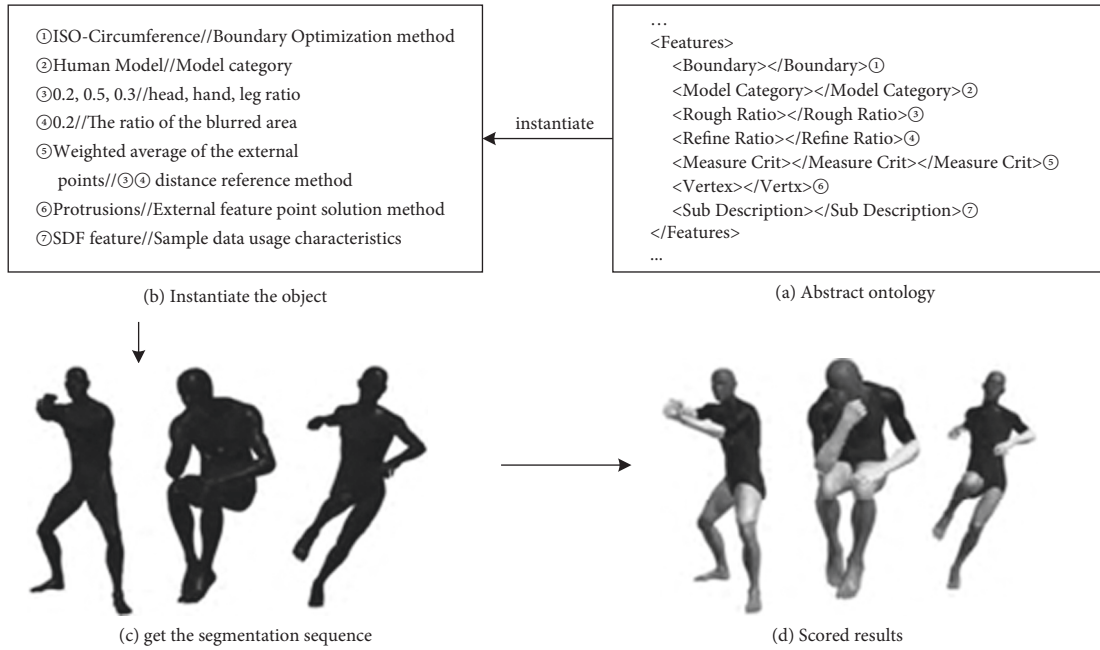 ①ISO-Circumference//Boundary Optimization method
②Human Model//Model category
③0.2, 0.5, 0.3//head, hand, leg ratio
④0.2//The ratio of the blurred area
⑤Weighted average of the external
points//③④ distance reference method
⑥Protrusions//External feature point solution method
⑦SDF feature//Sample data usage characteristics
(b) Instantiate the object
instantiate
...
<Features>
<Boundary></Boundary>①
<Model Category></Model Category>②
<Rough Ratio></Rough Ratio>③
<Refine Ratio></Refine Ratio>④
<Measure Crit></Measure Crit></Measure Crit>⑤
<Vertex></Vertx>⑥
<Sub Description></Sub Description>⑦
</Features>
...
(a) Abstract ontology
(c) get the segmentation sequence
(d) Scored results